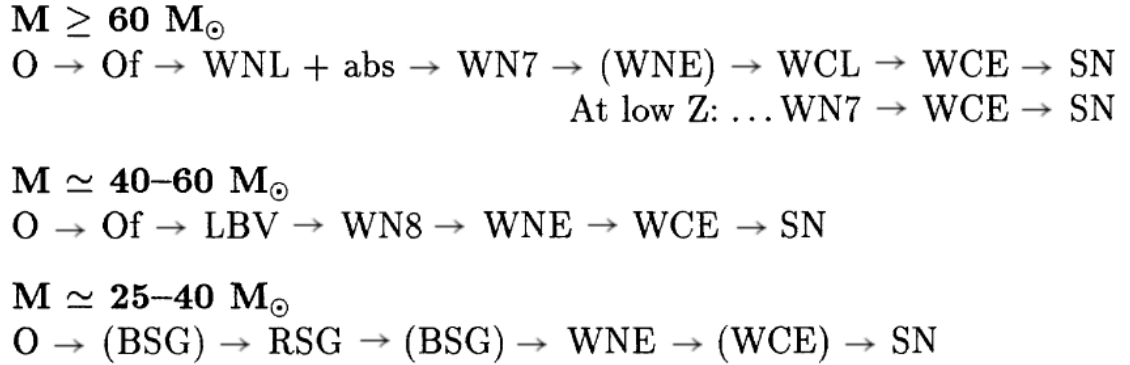 M ≥ 60 M⊙
O → Of → WNL + abs → WN7 → (WNE) → WCL → WCE → SN
At low Z: ... WN7 → WCE → SN
M ≃ 40–60 M⊙
O → Of → LBV → WN8 → WNE → WCE → SN
M ≃ 25–40 M⊙
O → (BSG) → RSG → (BSG) → WNE → (WCE) → SN